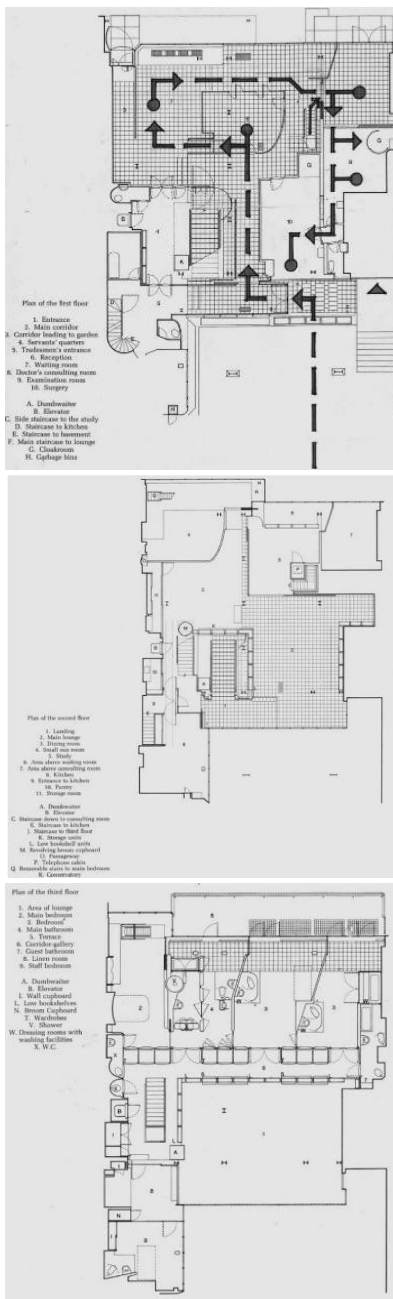 Plan of the first floor
1. Entrance
2. Main corridor
3. Corridor leading to garden
4. Servants' quarters
5. Tradesmen's entrance
6. Reception
7. Waiting room
8. Doctor's consulting room
9. Examination room
10. Surgery
A. Dumbwaiter
B. Elevator
C. Side staircase to the study
D. Staircase to kitchen
E. Staircase to basement
F. Main staircase to lounge
G. Cloakroom
H. Garbage bins
Plan of the second floor
1. Landing
2. Main lounge
3. Dining room
4. Small sun room
5. Study
6. Area above waiting room
7. Area above consulting room
8. Kitchen
9. Entrance to kitchen
10. Pantry
11. Storage room
A. Dumbwaiter
B. Elevator
C. Staircase down to consulting room
E. Staircase to kitchen
J. Staircase to third floor
K. Storage units
L. Low bookshelf units
M. Revolving broom cupboard
O. Passageway
P. Telephone cabin
Q. Removable stairs to main bedroom
R. Conservatory
Plan of the third floor
1. Area of lounge
2. Main bedroom
3. Bedroom
4. Main bathroom
5. Terrace
6. Corridor-gallery
7. Guest bathroom
8. Linen room
9. Staff bedroom
A. Dumbwaiter
B. Elevator
I. Wall cupboard
L. Low bookshelves
N. Broom Cupboard
T. Wardrobes
V. Shower
W. Dressing rooms with
washing facilities
X. W.C.